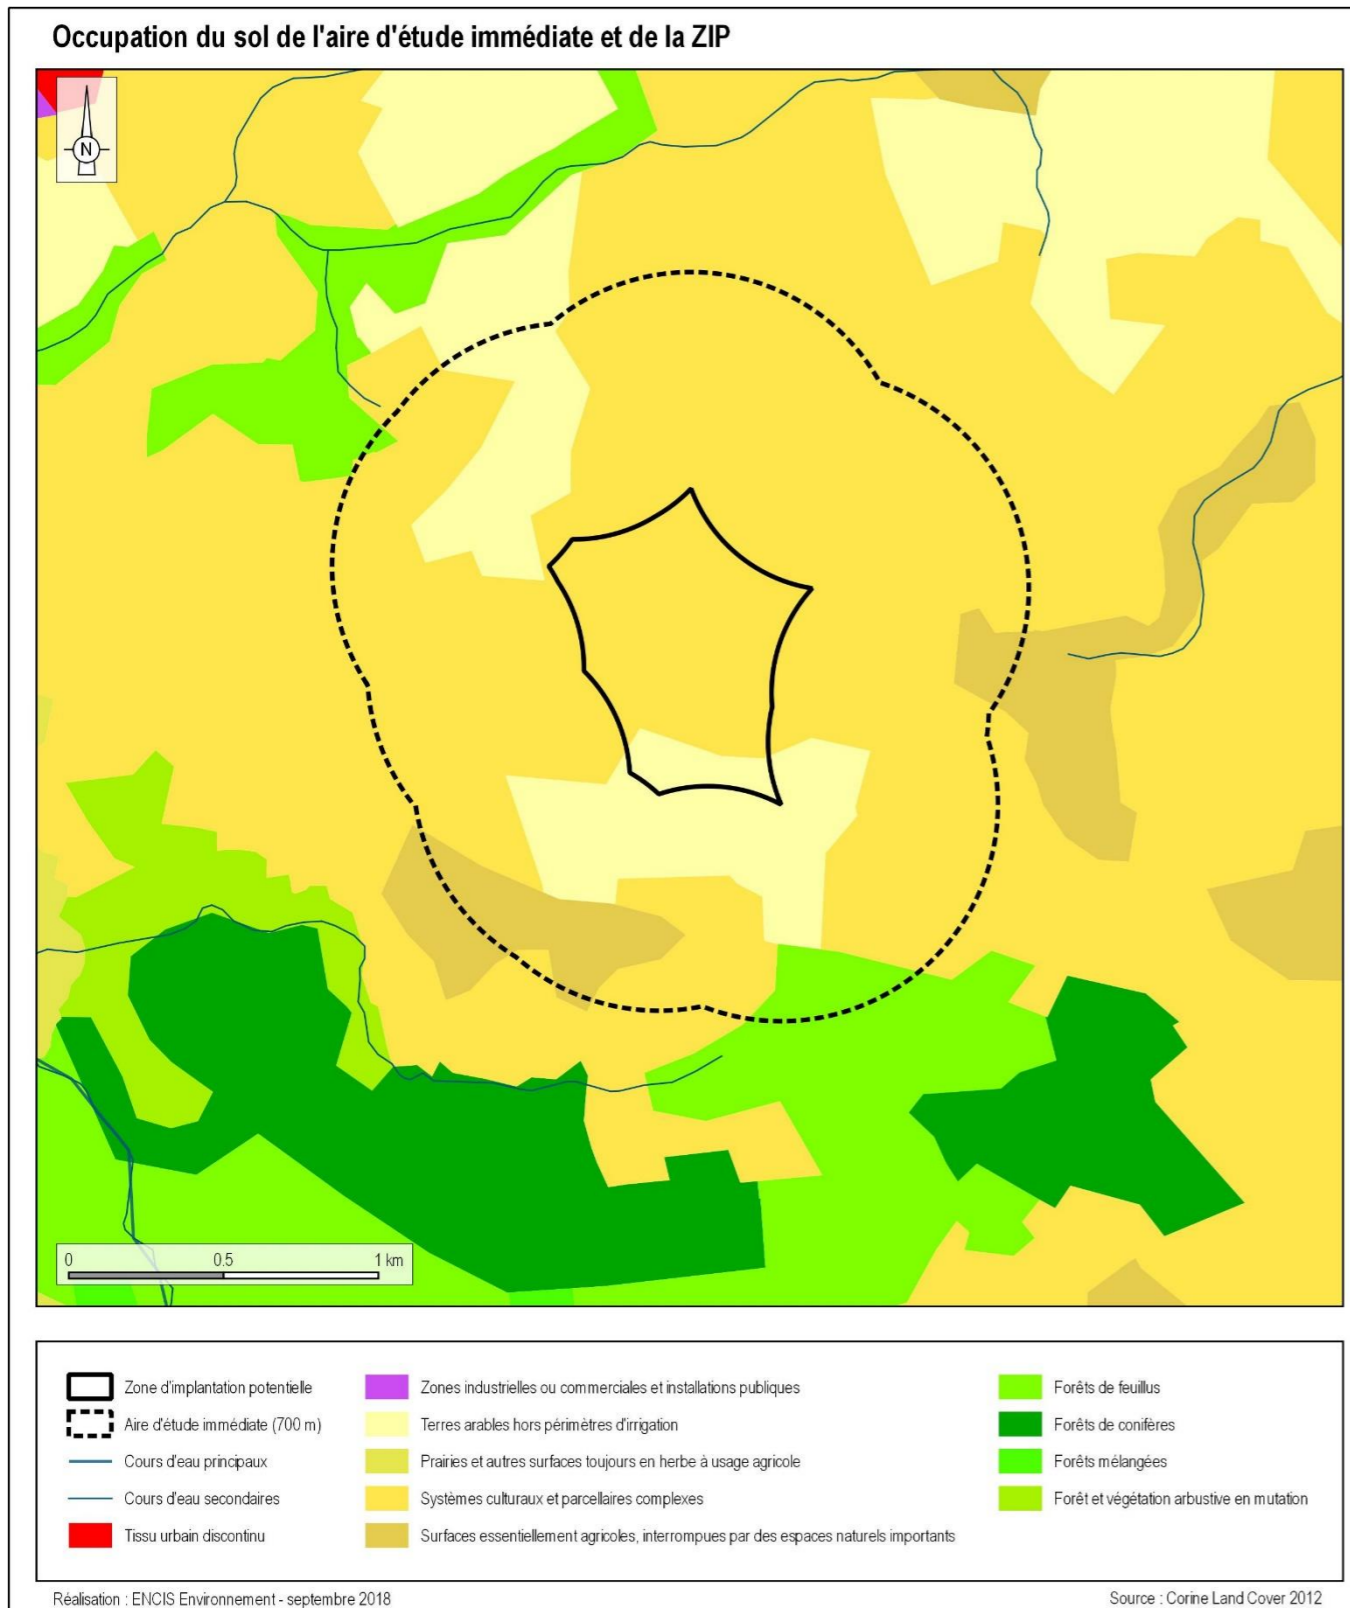 Occupation du sol de l'aire d'étude immédiate et de la ZIP
N
0 0.5 1 km
Zone d'implantation potentielle
Aire d'étude immédiate (700 m)
Cours d'eau principaux
Cours d'eau secondaires
Tissu urbain discontinu
Zones industrielles ou commerciales et installations publiques
Terres arables hors périmètres d'irrigation
Prairies et autres surfaces toujours en herbe à usage agricole
Systèmes culturaux et parcellaires complexes
Surfaces essentiellement agricoles, interrompues par des espaces naturels importants
Forêts de feuillus
Forêts de conifères
Forêts mélangées
Forêt et végétation arbustive en mutation
Réalisation : ENCIS Environnement - septembre 2018
Source : Corine Land Cover 2012